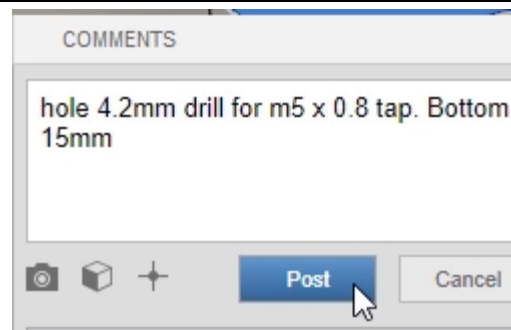 COMMENTS
hole 4.2mm drill for m5 x 0.8 tap. Bottom
15mm
Post
Cancel